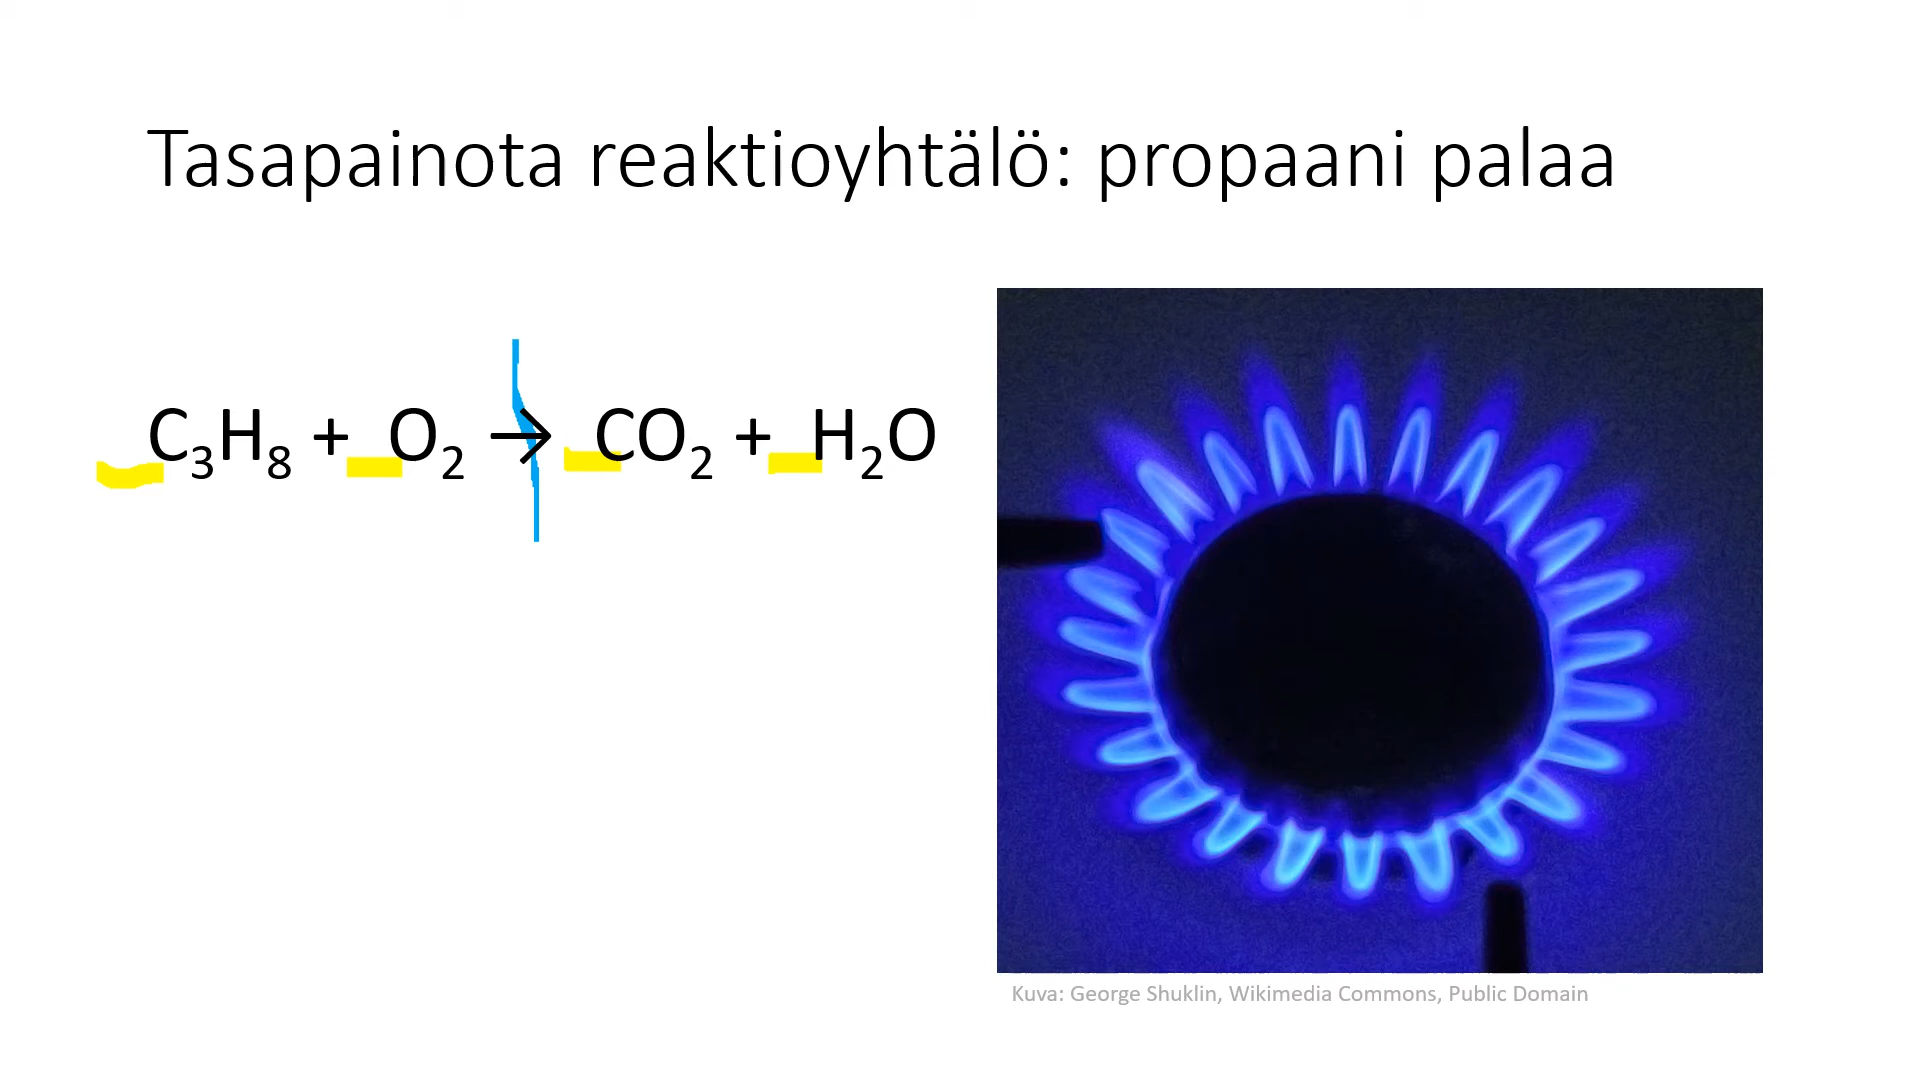 Tasapainota reaktioyhtälö: propaani palaa
C₃H₈ + O₂ → CO₂ + H₂O
Kuva: George Shuklin, Wikimedia Commons, Public Domain